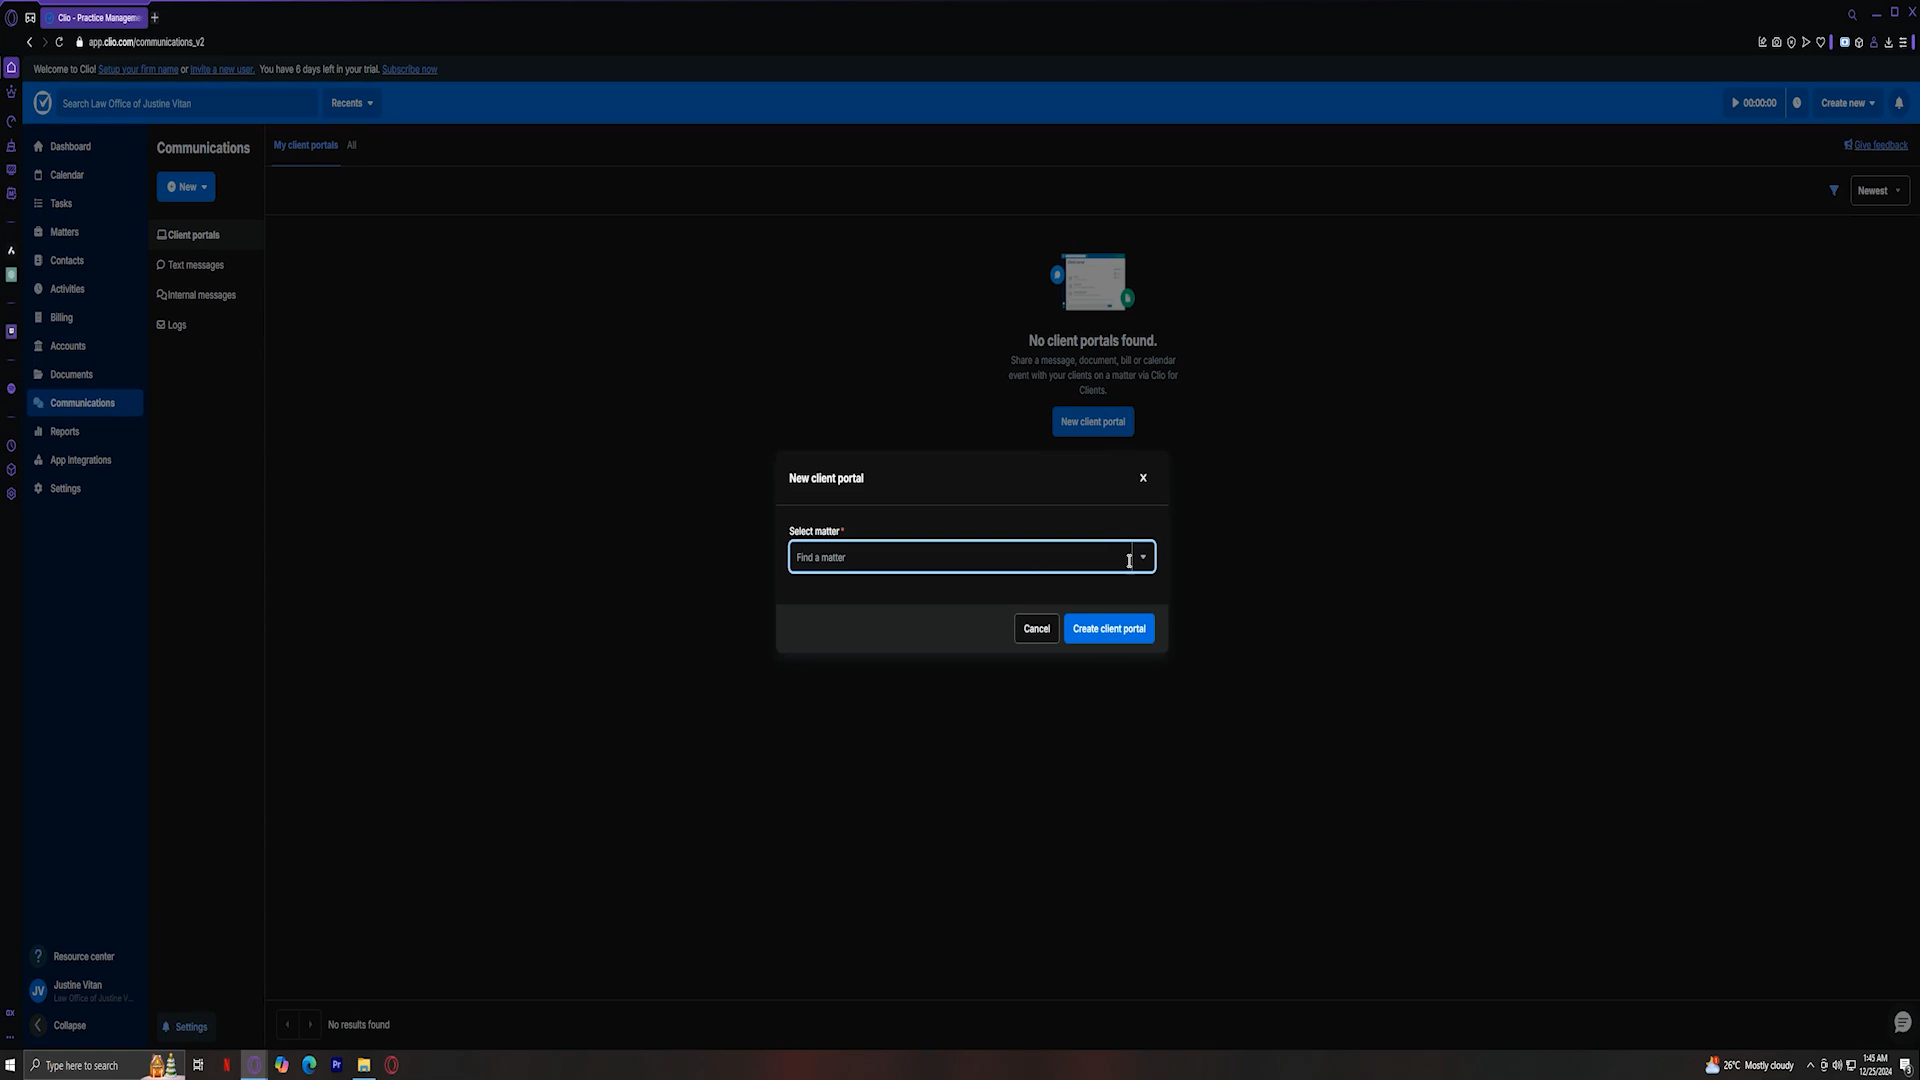 Clio - Practice Manageme
app.clio.com/communications_v2
Welcome to Clio! Setup your firm name or Invite a new user. You have 6 days left in your trial. Subscribe now
Search Law Office of Justine Vitan
Recents
00:00:00
Create new
Dashboard
Calendar
Tasks
Matters
Contacts
Activities
Billing
Accounts
Documents
Communications
Reports
App Integrations
Settings
Resource center
JV
Justine Vitan
Law Office of Justine V...
Collapse
Communications
New
Client portals
Text messages
Internal messages
Logs
Settings
My client portals
All
Give feedback
Newest
No client portals found.
Share a message, document, bill or calendar
event with your clients on a matter via Clio for
Clients.
New client portal
New client portal
X
Select matter*
Find a matter
Cancel
Create client portal
No results found
Type here to search
Pr
26°C Mostly cloudy
1:45 AM
12/25/2024